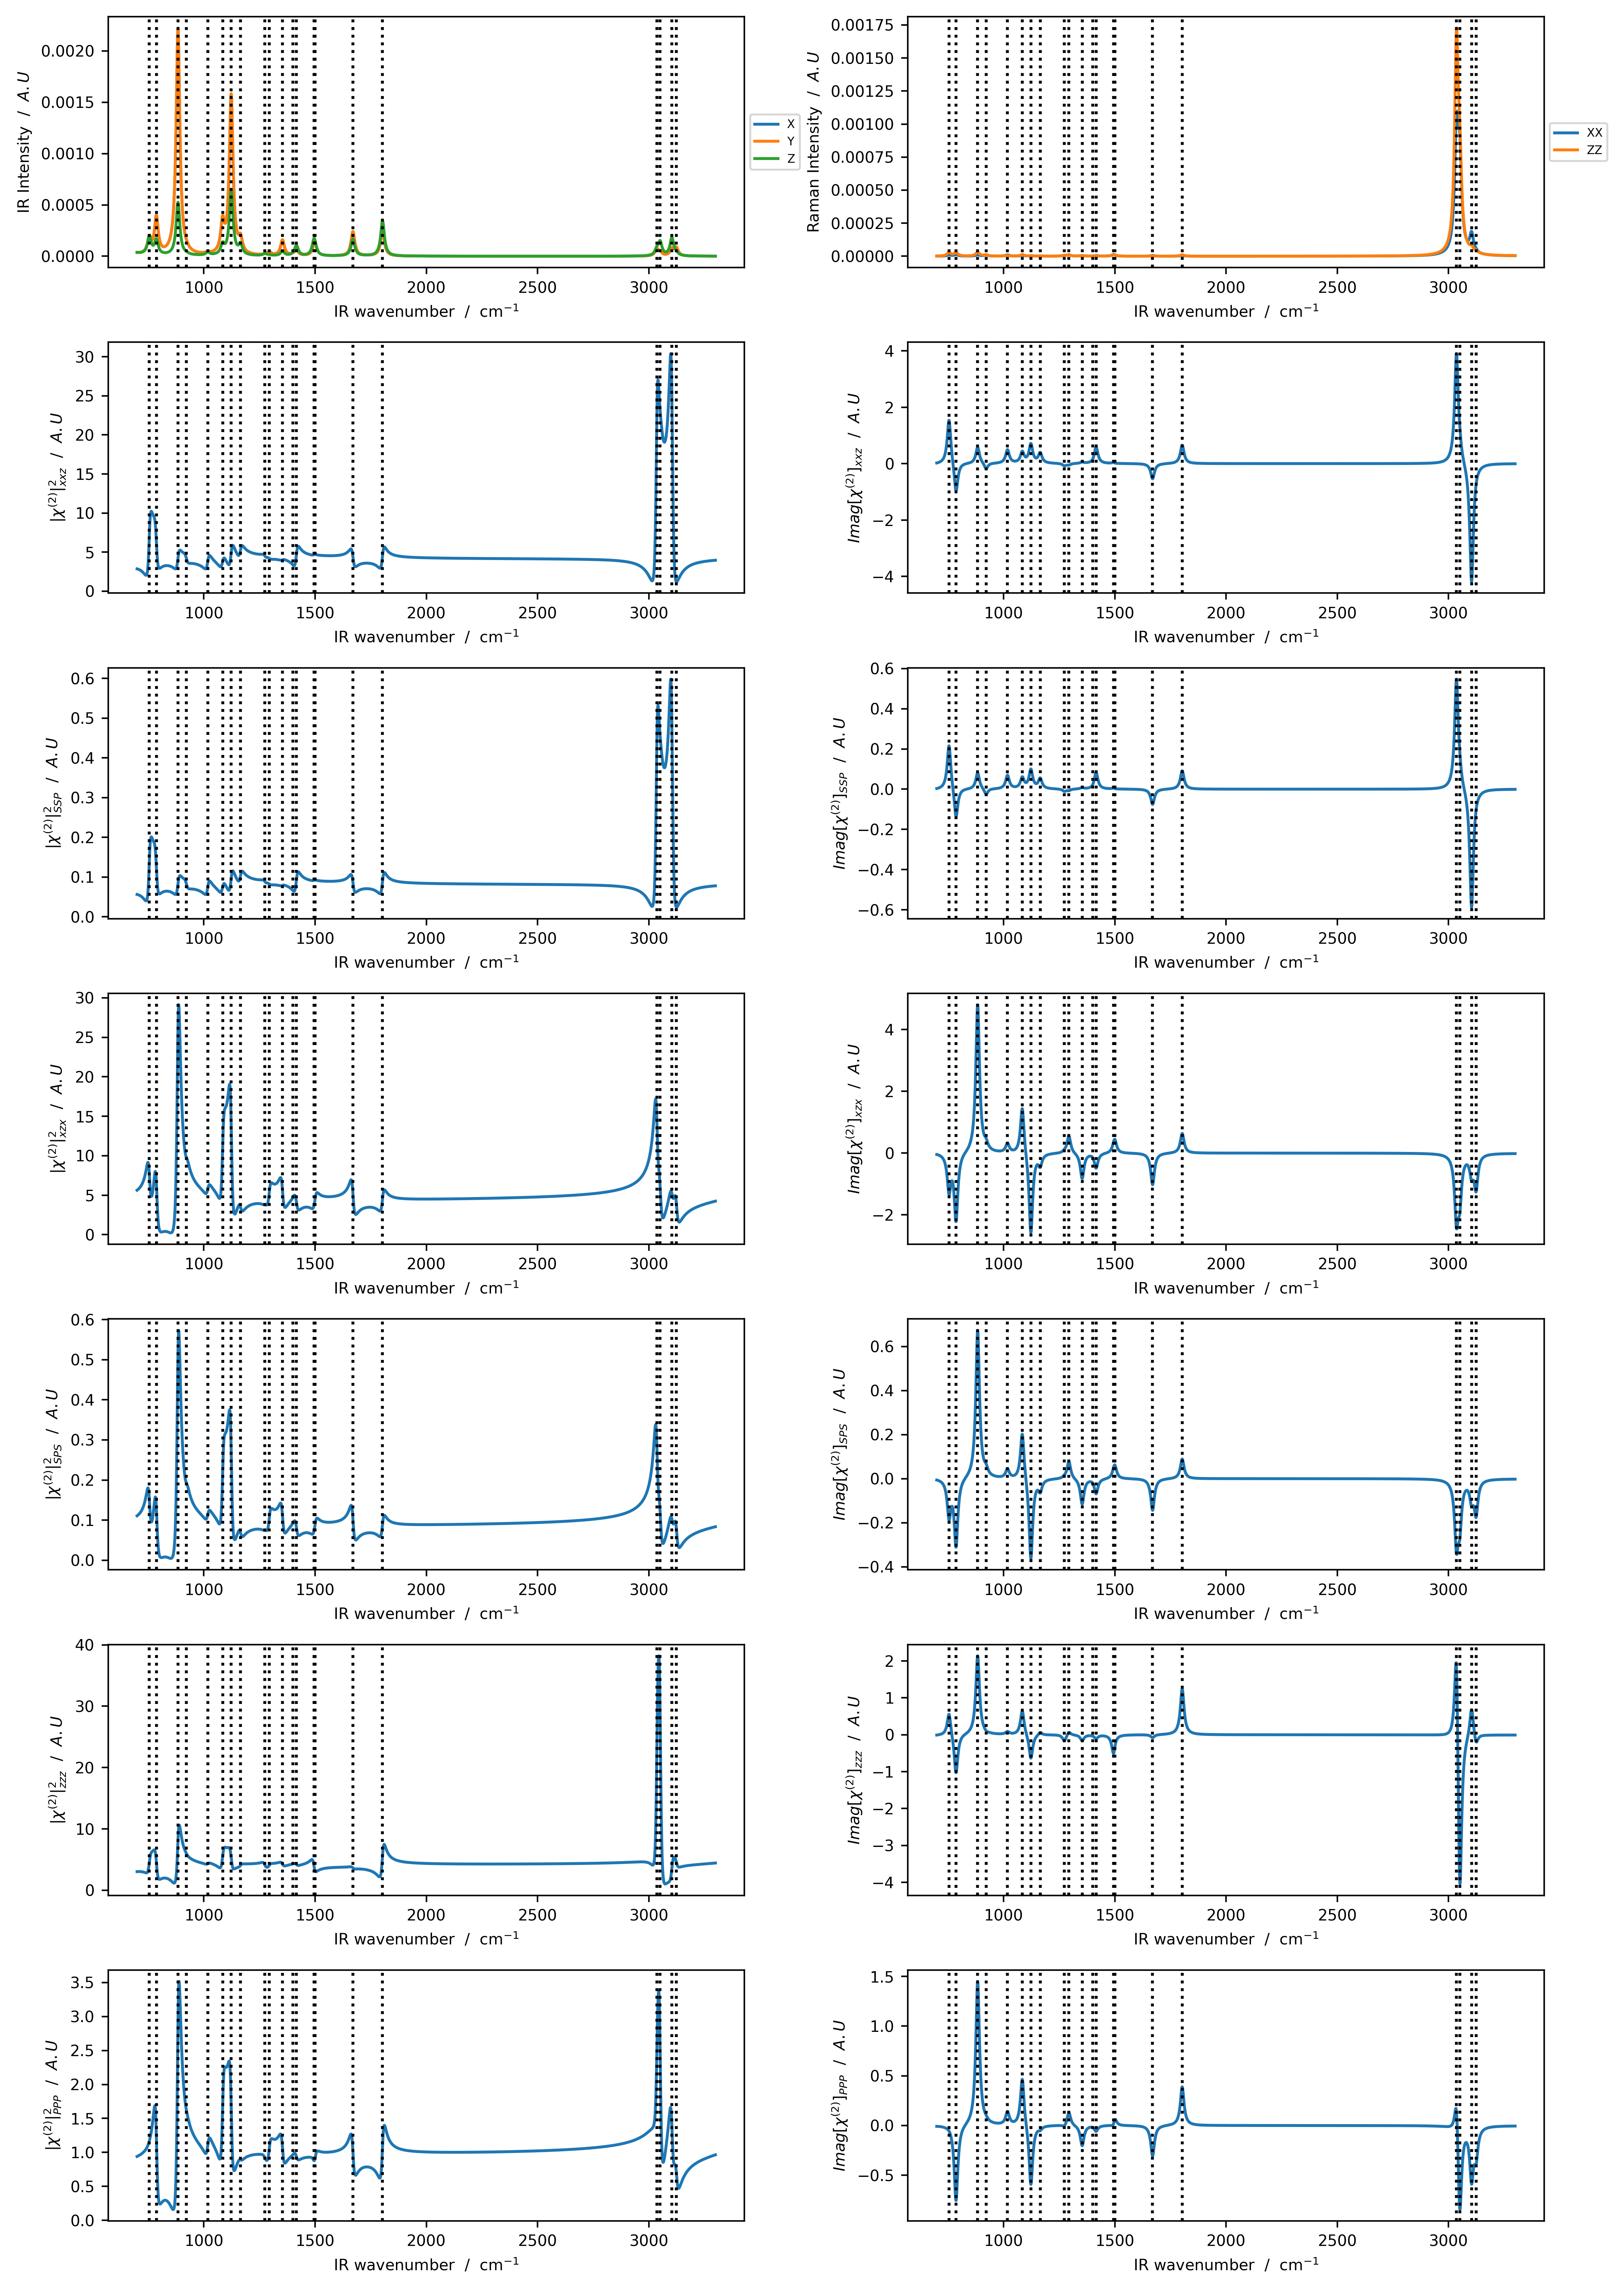 0.0020
0.0015
0.0010
0.0005
0.0000
IR Intensity / A.U
1000 1500 2000 2500 3000
IR wavenumber / cm⁻¹
X
Y
Z
0.00175
0.00150
0.00125
0.00100
0.00075
0.00050
0.00025
0.00000
Raman Intensity / A.U
1000 1500 2000 2500 3000
IR wavenumber / cm⁻¹
XX
ZZ
30
25
20
15
10
5
0
|χ⁽²⁾|²xxz / A.U
1000 1500 2000 2500 3000
IR wavenumber / cm⁻¹
4
2
0
−2
−4
Imag[χ⁽²⁾]xxz / A.U
1000 1500 2000 2500 3000
IR wavenumber / cm⁻¹
0.6
0.5
0.4
0.3
0.2
0.1
0.0
|χ⁽²⁾|²SSP / A.U
1000 1500 2000 2500 3000
IR wavenumber / cm⁻¹
0.6
0.4
0.2
0.0
−0.2
−0.4
−0.6
Imag[χ⁽²⁾]SSP / A.U
1000 1500 2000 2500 3000
IR wavenumber / cm⁻¹
30
25
20
15
10
5
0
|χ⁽²⁾|²xzx / A.U
1000 1500 2000 2500 3000
IR wavenumber / cm⁻¹
4
2
0
−2
Imag[χ⁽²⁾]xzx / A.U
1000 1500 2000 2500 3000
IR wavenumber / cm⁻¹
0.6
0.5
0.4
0.3
0.2
0.1
0.0
|χ⁽²⁾|²SPS / A.U
1000 1500 2000 2500 3000
IR wavenumber / cm⁻¹
0.6
0.4
0.2
0.0
−0.2
−0.4
Imag[χ⁽²⁾]SPS / A.U
1000 1500 2000 2500 3000
IR wavenumber / cm⁻¹
40
30
20
10
0
|χ⁽²⁾|²zzz / A.U
1000 1500 2000 2500 3000
IR wavenumber / cm⁻¹
2
1
0
−1
−2
−3
−4
Imag[χ⁽²⁾]zzz / A.U
1000 1500 2000 2500 3000
IR wavenumber / cm⁻¹
3.5
3.0
2.5
2.0
1.5
1.0
0.5
0.0
|χ⁽²⁾|²PPP / A.U
1000 1500 2000 2500 3000
IR wavenumber / cm⁻¹
1.5
1.0
0.5
0.0
−0.5
Imag[χ⁽²⁾]PPP / A.U
1000 1500 2000 2500 3000
IR wavenumber / cm⁻¹